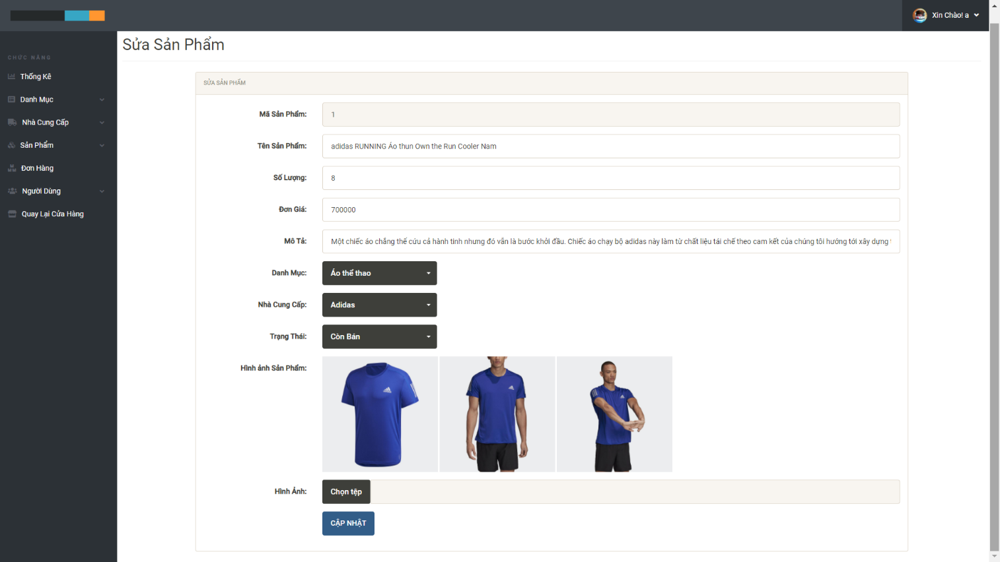 Xin Chào! a
Sửa Sản Phẩm
CHỨC NĂNG
Thống Kê
Danh Mục
Nhà Cung Cấp
Sản Phẩm
Đơn Hàng
Người Dùng
Quay Lại Cửa Hàng
SỬA SẢN PHẨM
Mã Sản Phẩm: 1
Tên Sản Phẩm: adidas RUNNING Áo thun Own the Run Cooler Nam
Số Lượng: 8
Đơn Giá: 700000
Mô Tả: Một chiếc áo chẳng thể cứu cả hành tinh nhưng đó vẫn là bước khởi đầu. Chiếc áo chạy bộ adidas này làm từ chất liệu tái chế theo cam kết của chúng tôi hướng tới xây dựng
Danh Mục: Áo thể thao
Nhà Cung Cấp: Adidas
Trạng Thái: Còn Bán
Hình ảnh Sản Phẩm:
Hình Ảnh: Chọn tệp
CẬP NHẬT